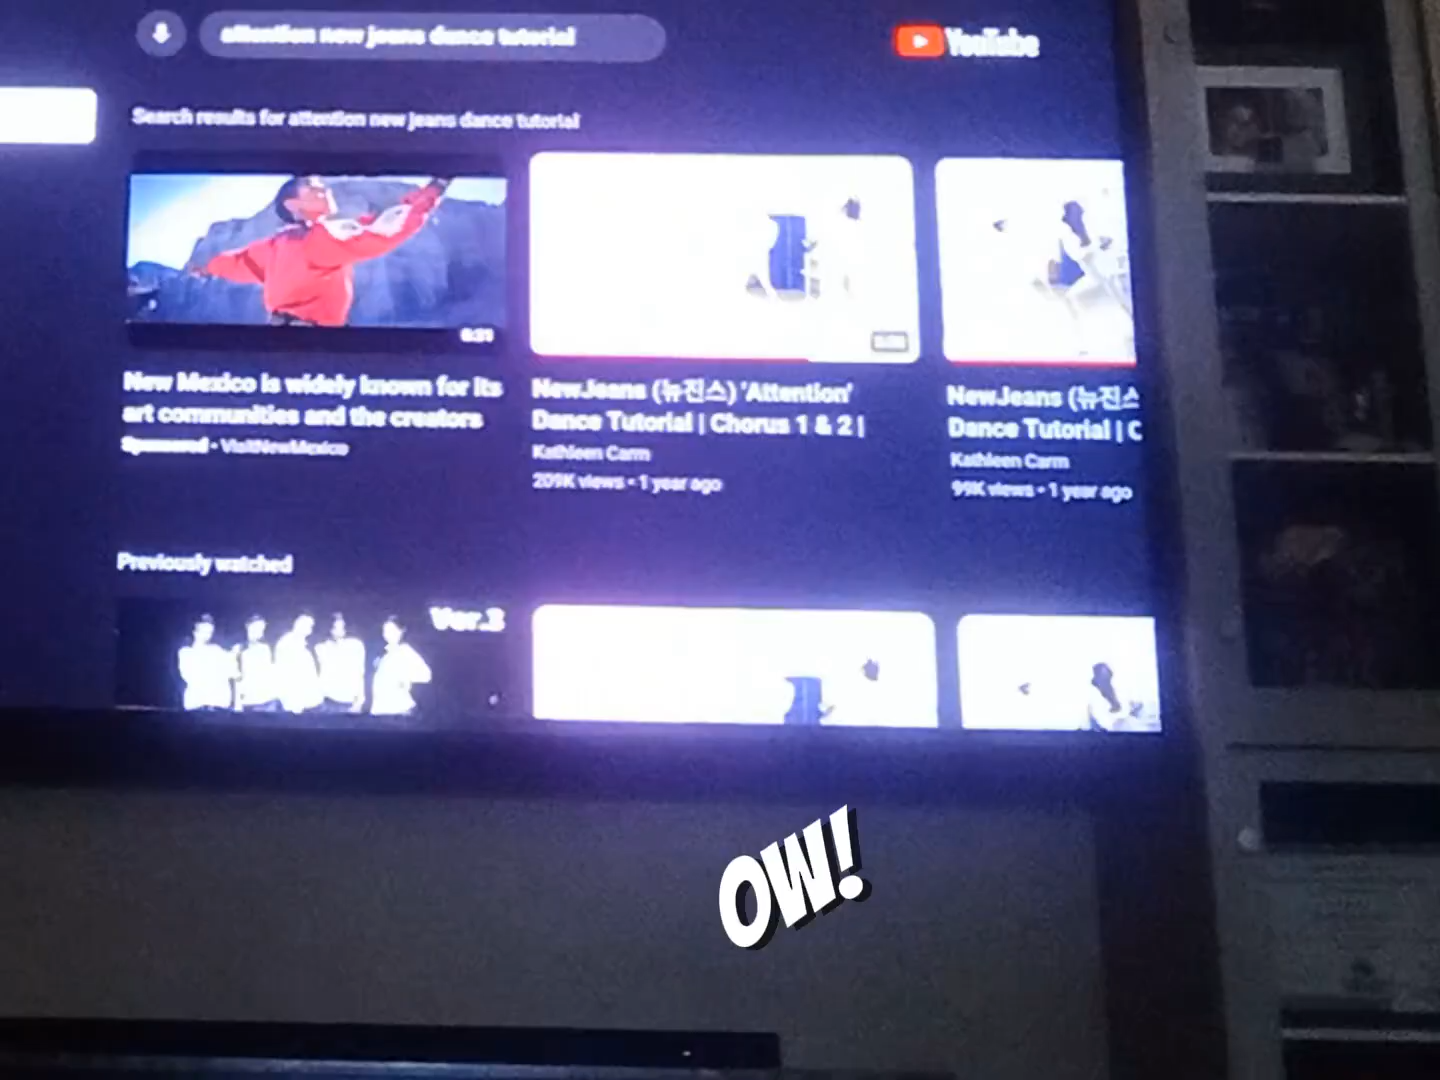 attention new jeans dance tutorial
YouTube
Search results for attention new jeans dance tutorial
New Mexico is widely known for its
art communities and the creators
Sponsored • VisitNewMexico
NewJeans (뉴진스) 'Attention'
Dance Tutorial | Chorus 1 & 2 |
Kathleen Carm
209K views • 1 year ago
NewJeans (뉴진스
Dance Tutorial | C
Kathleen Carm
99K views • 1 year ago
Previously watched
Ver.2
OW!